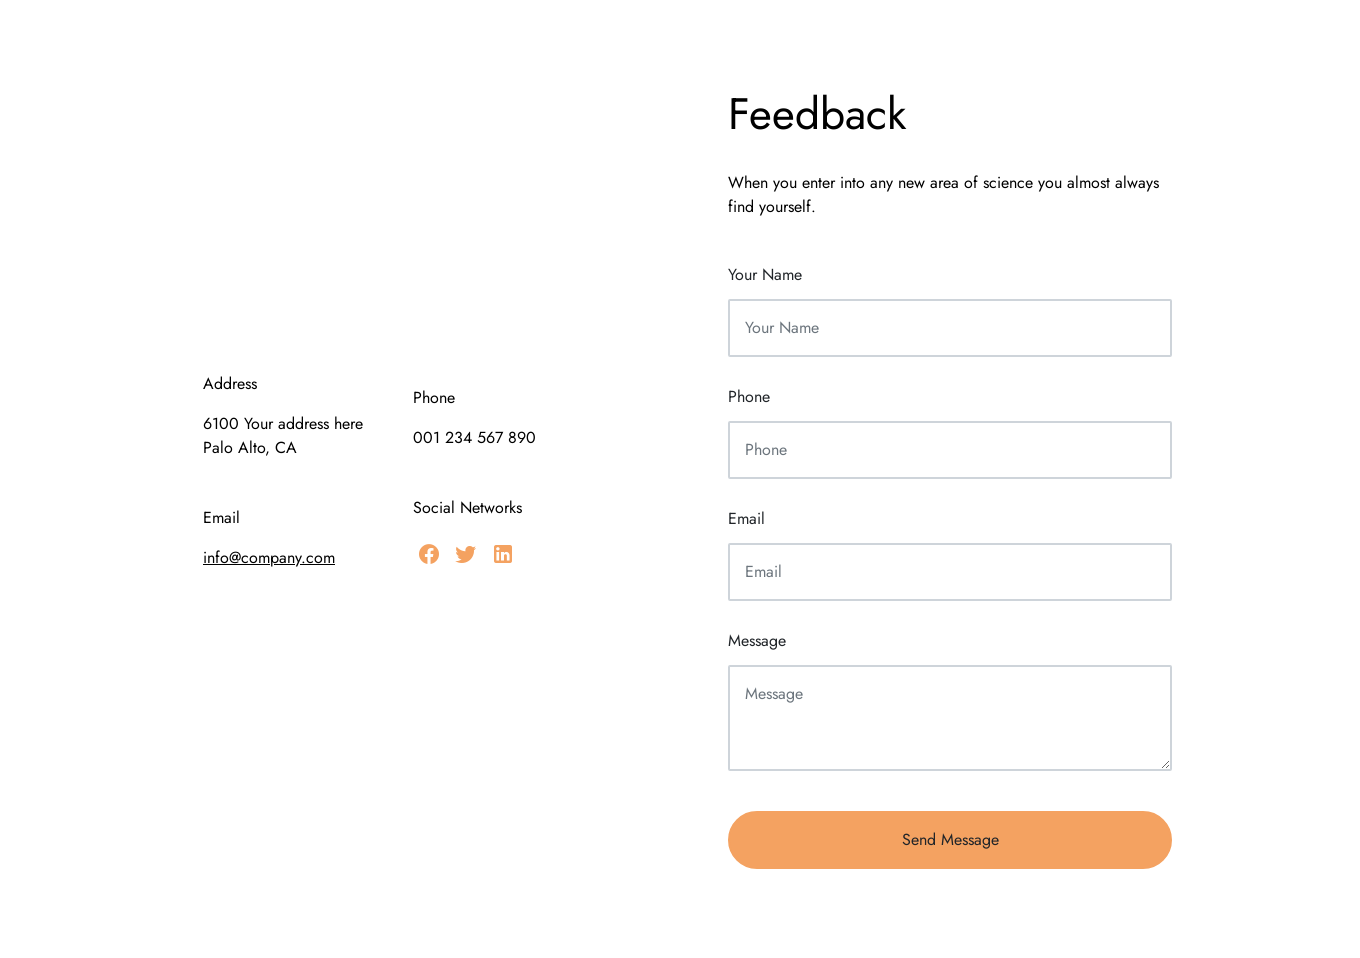 Feedback
When you enter into any new area of science you almost always
find yourself.
Your Name
Your Name
Phone
Phone
Email
Email
Message
Message
Send Message
Address
6100 Your address here
Palo Alto, CA
Email
info@company.com
Phone
001 234 567 890
Social Networks